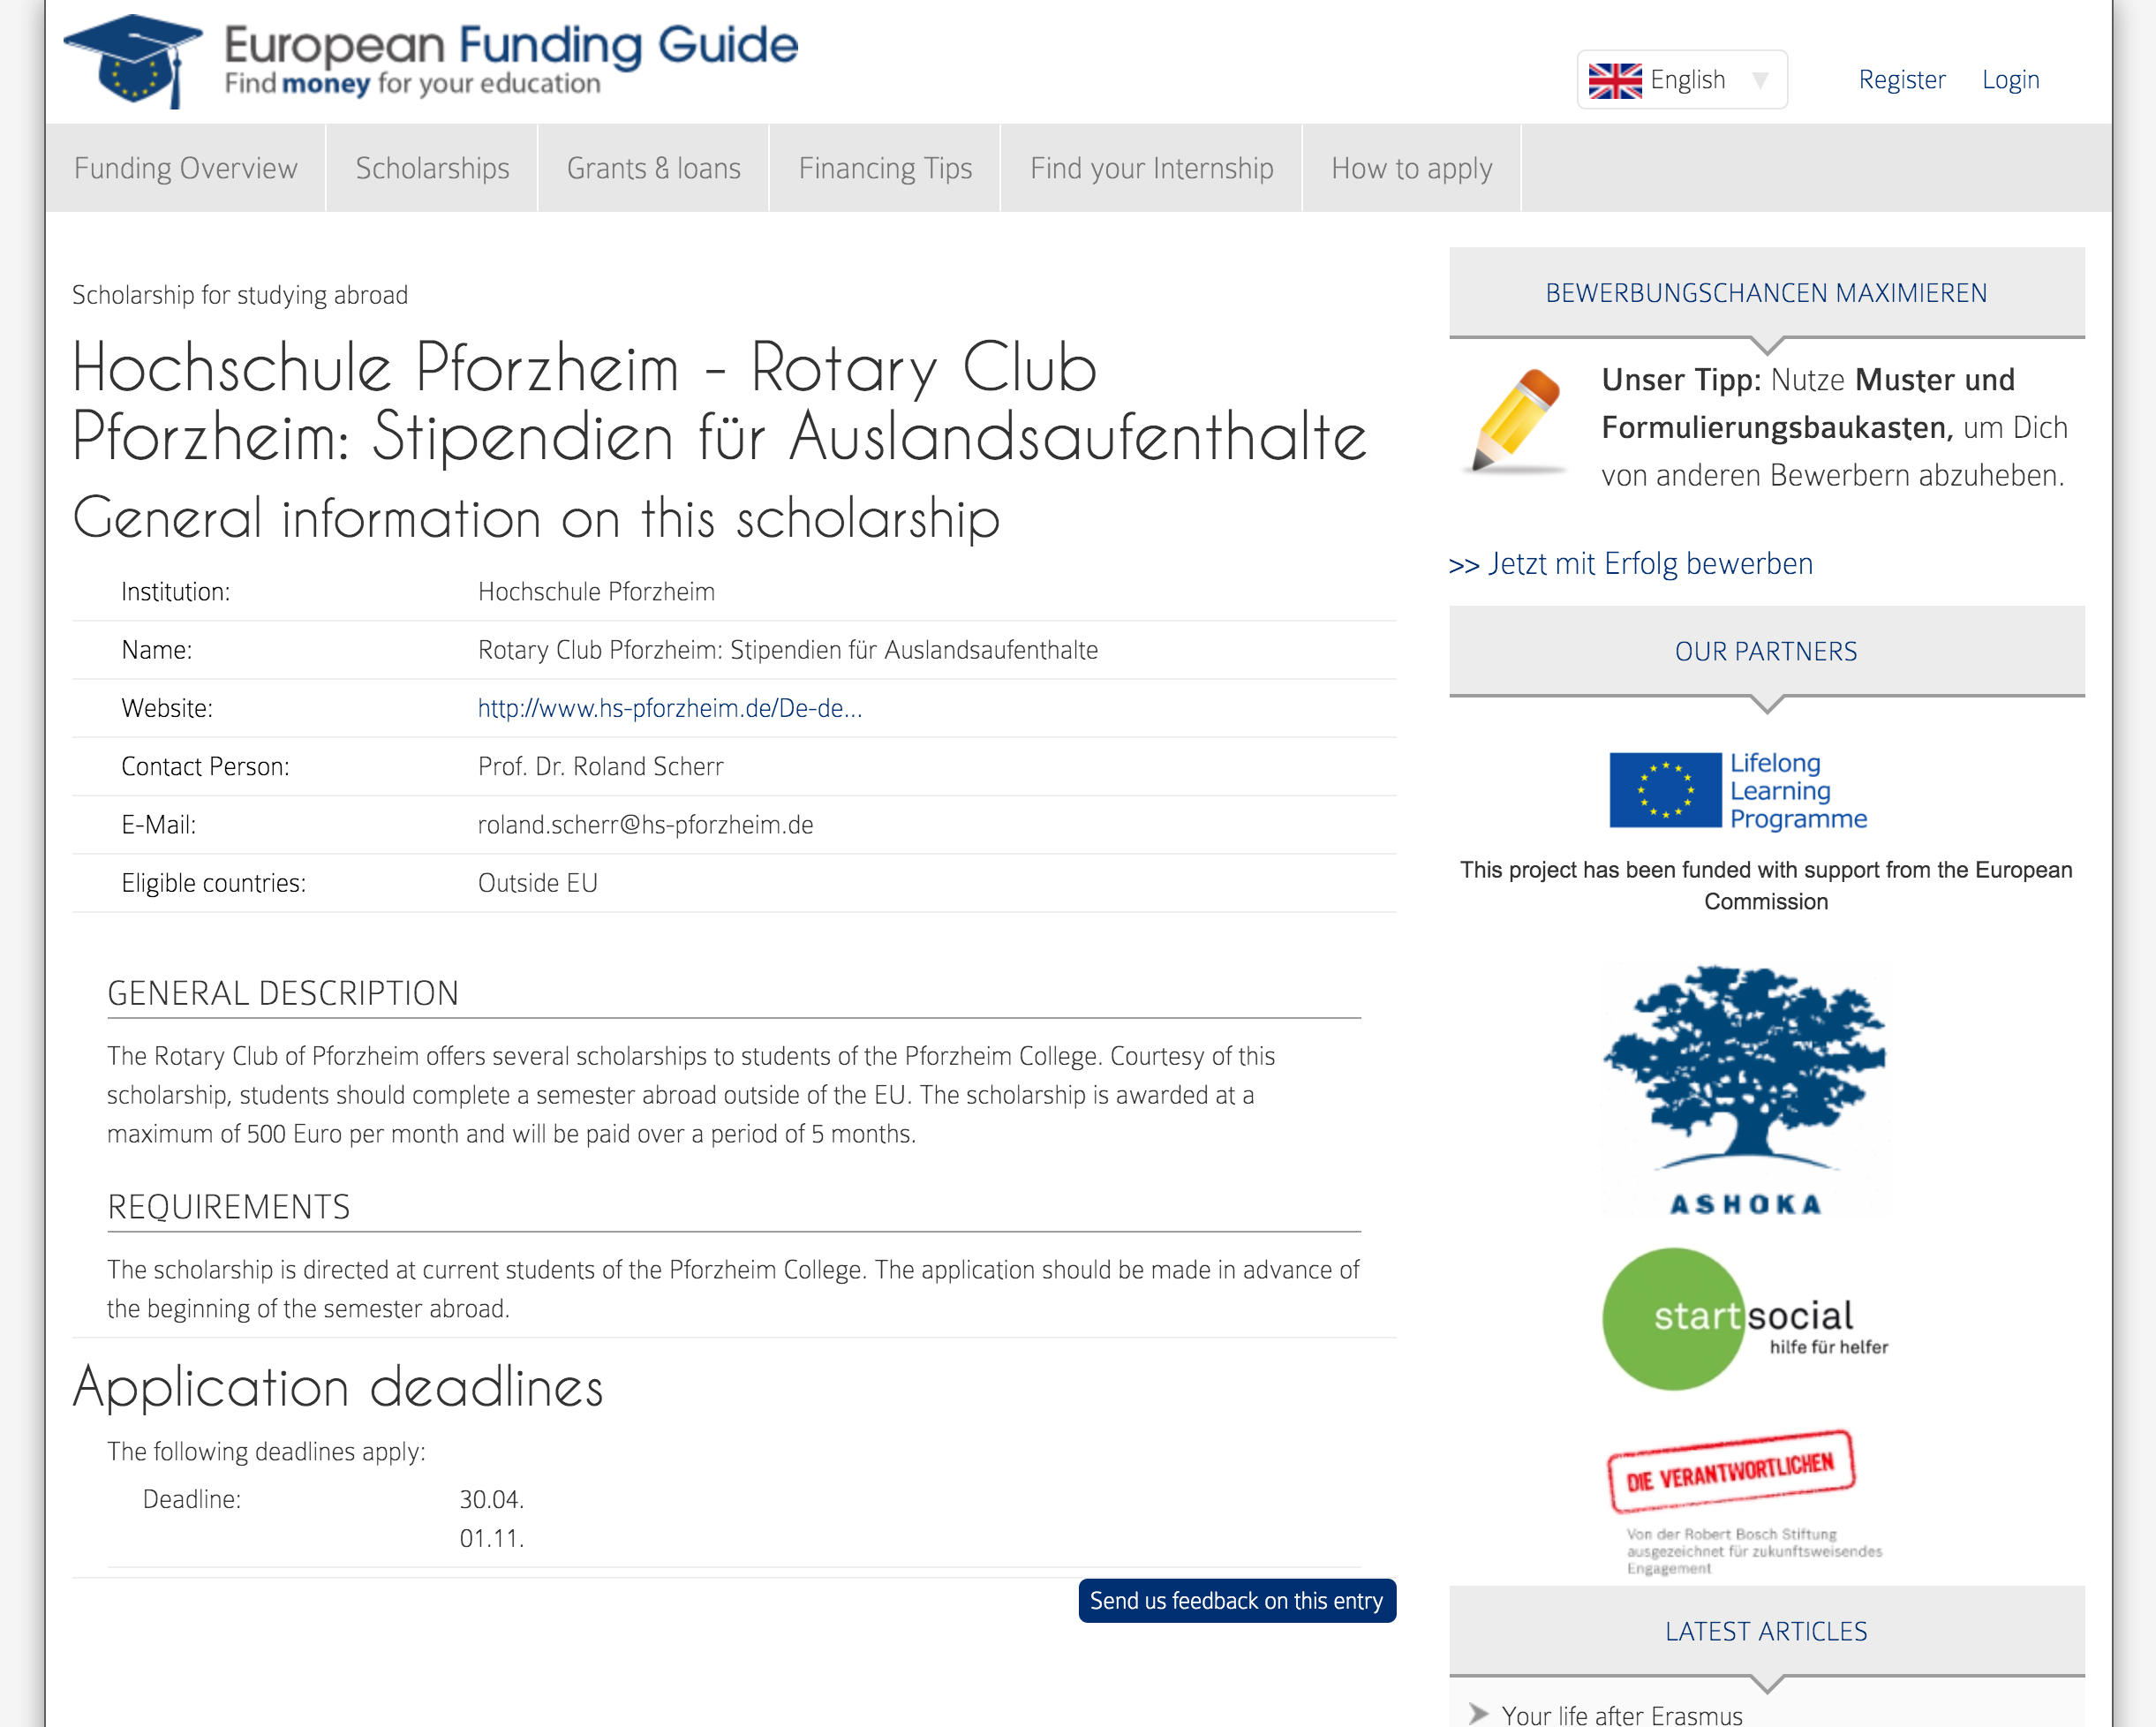 European Funding Guide
Find money for your education
English
Register
Login
Funding Overview
Scholarships
Grants & loans
Financing Tips
Find your Internship
How to apply
Scholarship for studying abroad
Hochschule Pforzheim - Rotary Club
Pforzheim: Stipendien für Auslandsaufenthalte
General information on this scholarship
Institution: Hochschule Pforzheim
Name: Rotary Club Pforzheim: Stipendien für Auslandsaufenthalte
Website: http://www.hs-pforzheim.de/De-de...
Contact Person: Prof. Dr. Roland Scherr
E-Mail: roland.scherr@hs-pforzheim.de
Eligible countries: Outside EU
GENERAL DESCRIPTION
The Rotary Club of Pforzheim offers several scholarships to students of the Pforzheim College. Courtesy of this
scholarship, students should complete a semester abroad outside of the EU. The scholarship is awarded at a
maximum of 500 Euro per month and will be paid over a period of 5 months.
REQUIREMENTS
The scholarship is directed at current students of the Pforzheim College. The application should be made in advance of
the beginning of the semester abroad.
Application deadlines
The following deadlines apply:
Deadline: 30.04.
01.11.
Send us feedback on this entry
BEWERBUNGSCHANCEN MAXIMIEREN
Unser Tipp: Nutze Muster und
Formulierungsbaukasten, um Dich
von anderen Bewerbern abzuheben.
>> Jetzt mit Erfolg bewerben
OUR PARTNERS
Lifelong
Learning
Programme
This project has been funded with support from the European
Commission
ASHOKA
startsocial
hilfe für helfer
DIE VERANTWORTLICHEN
Von der Robert Bosch Stiftung
ausgezeichnet für zukunftsweisendes
Engagement
LATEST ARTICLES
Your life after Erasmus